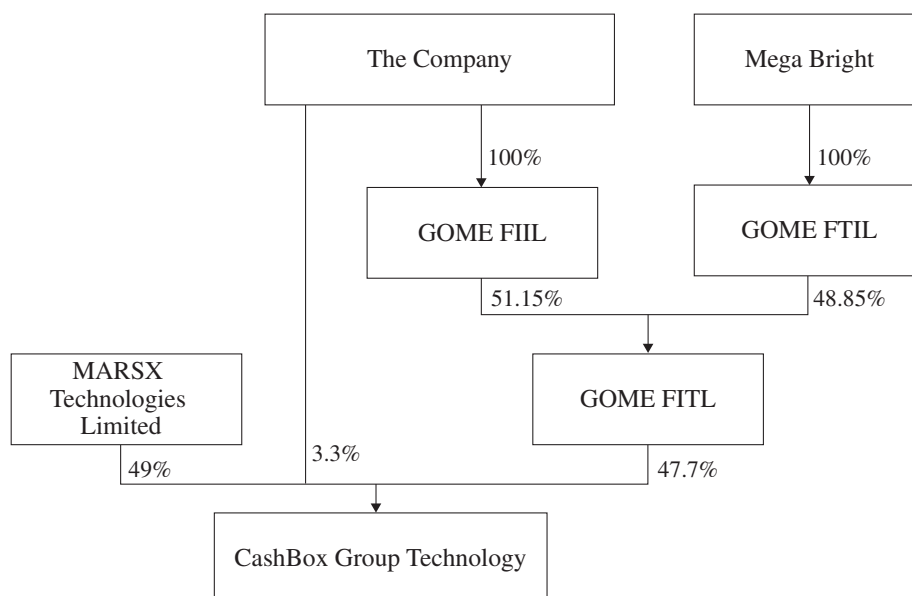 The Company
Mega Bright
100%
100%
GOME FIIL
GOME FTIL
51.15%
48.85%
MARSX
Technologies
Limited
GOME FITL
49%
3.3%
47.7%
CashBox Group Technology